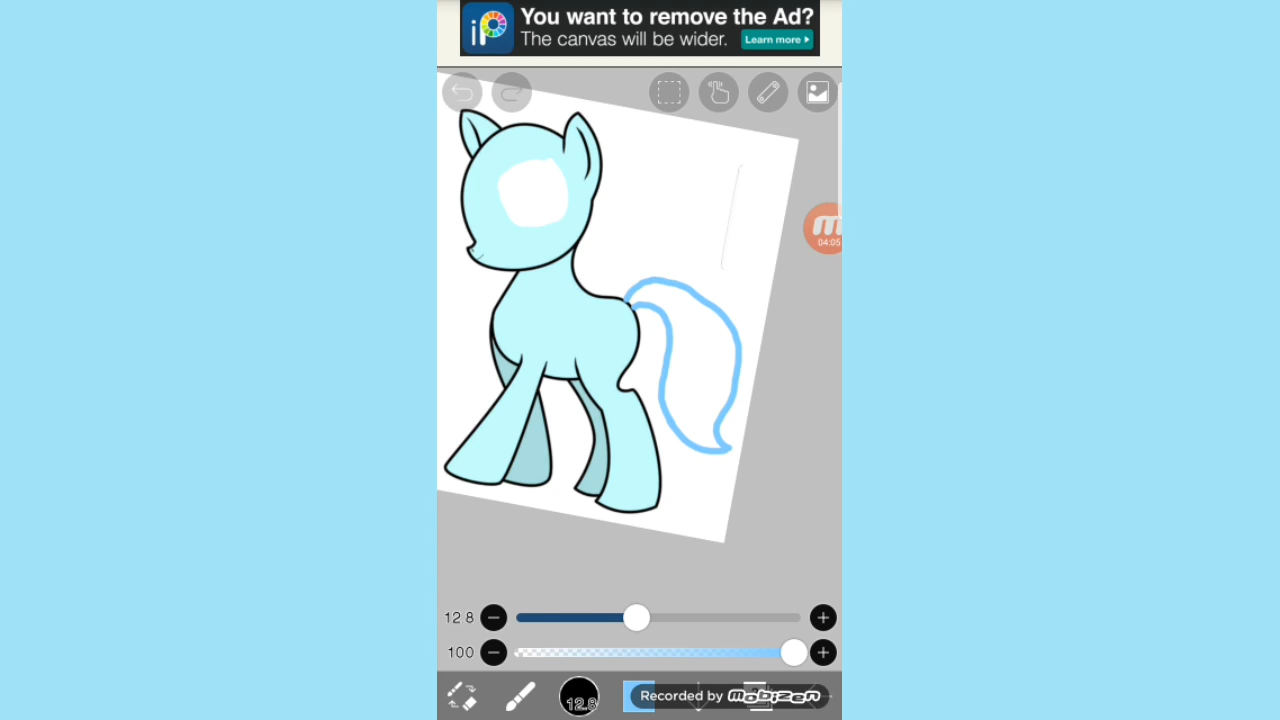 iP
You want to remove the Ad?
The canvas will be wider.
Learn more
04:05
12 8
100
12.8
Recorded by mobizen